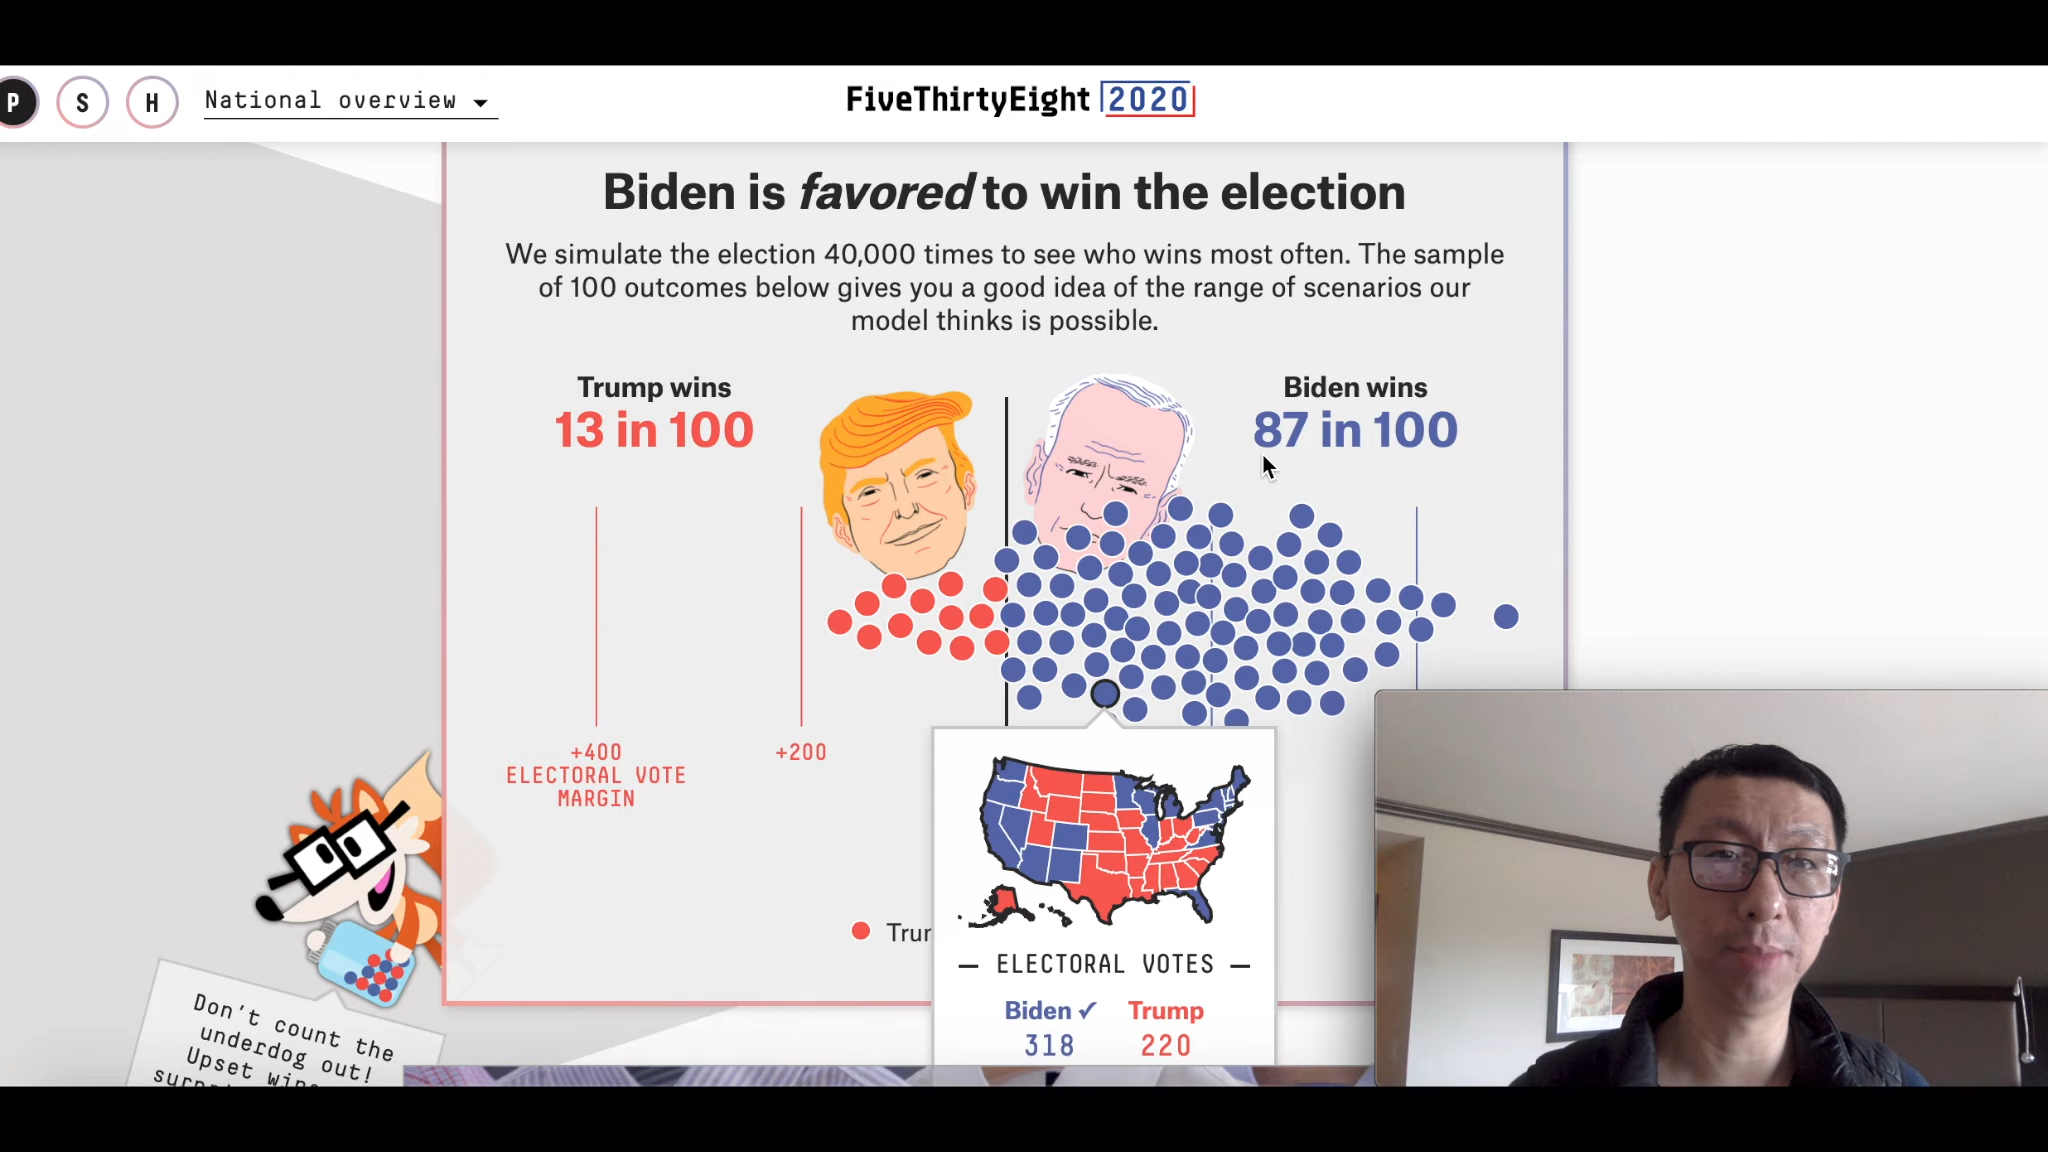 P
S
H
National overview
FiveThirtyEight 2020
Biden is favored to win the election
We simulate the election 40,000 times to see who wins most often. The sample
of 100 outcomes below gives you a good idea of the range of scenarios our
model thinks is possible.
Trump wins
13 in 100
Biden wins
87 in 100
+400
ELECTORAL VOTE
MARGIN
+200
Don't count the
underdog out!
Upset wins
— ELECTORAL VOTES —
Biden ✓ Trump
318 220